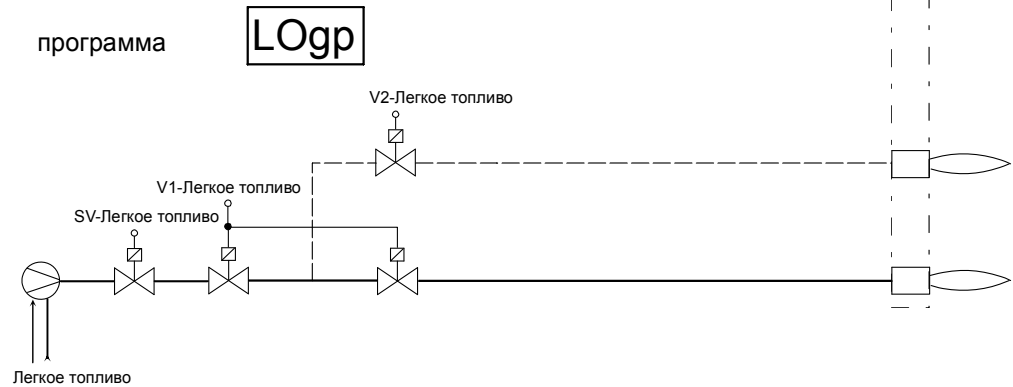 программа
LOgp
V2-Легкое топливо
V1-Легкое топливо
SV-Легкое топливо
Легкое топливо